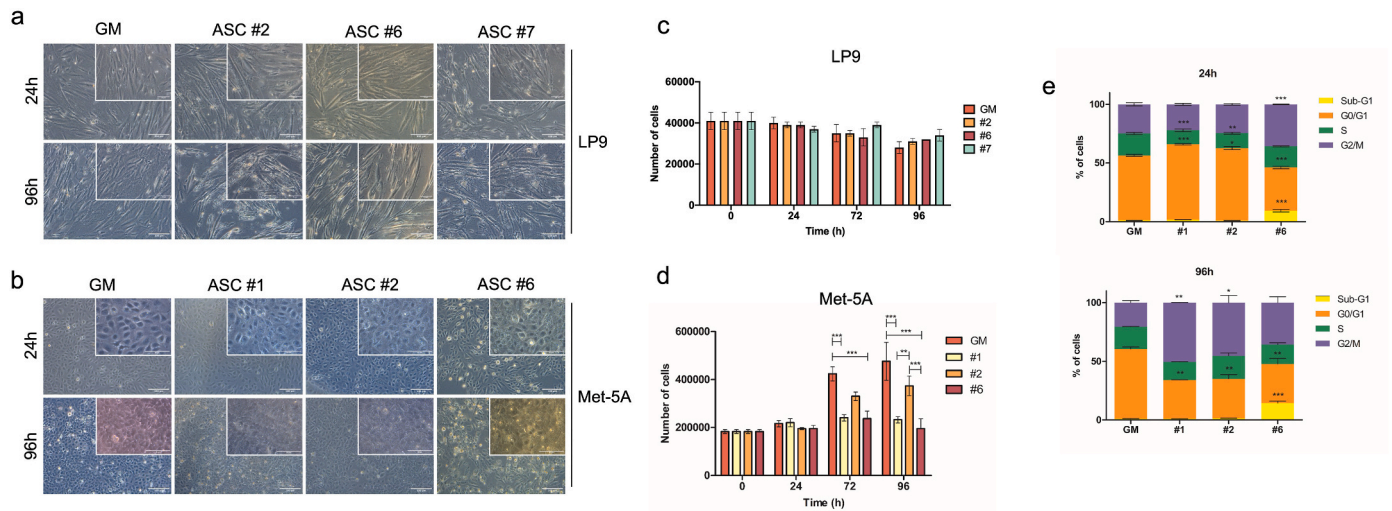 a
GM
ASC #2
ASC #6
ASC #7
24h
96h
LP9
b
GM
ASC #1
ASC #2
ASC #6
24h
96h
Met-5A
c
LP9
60000
40000
20000
0
Number of cells
0 24 72 96
Time (h)
GM
#2
#6
#7
d
Met-5A
600000
400000
200000
0
Number of cells
*** *** *** *** ** ***
0 24 72 96
Time (h)
GM
#1
#2
#6
e
24h
100
50
0
% of cells
*** *** ** * *** *** ***
GM #1 #2 #6
Sub-G1
G0/G1
S
G2/M
96h
100
50
0
% of cells
** ** * ** ** ***
GM #1 #2 #6
Sub-G1
G0/G1
S
G2/M